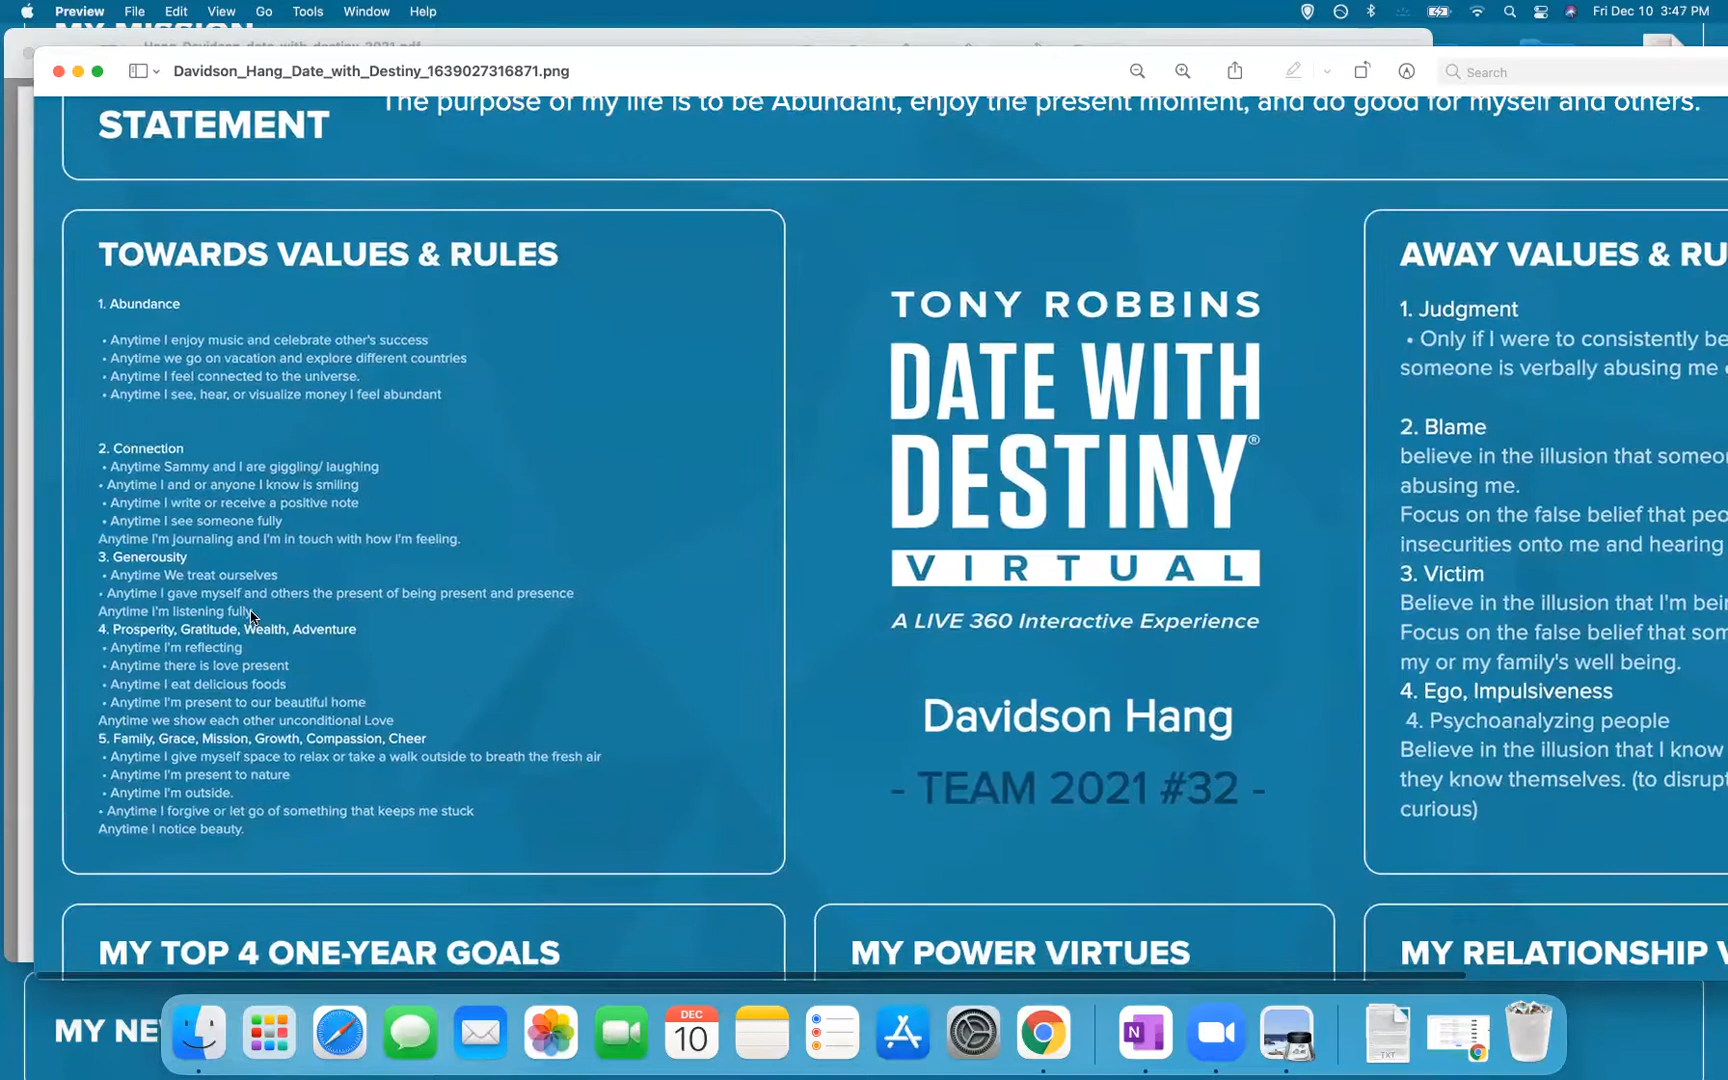 Preview File Edit View Go Tools Window Help
Fri Dec 10 3:47 PM
Hang_Davidson_date_with_destiny_2021.pdf
Davidson_Hang_Date_with_Destiny_1639027316871.png
Search
The purpose of my life is to be Abundant, enjoy the present moment, and do good for myself and others.
STATEMENT
TOWARDS VALUES & RULES
1. Abundance
• Anytime I enjoy music and celebrate other's success
• Anytime we go on vacation and explore different countries
• Anytime I feel connected to the universe.
• Anytime I see, hear, or visualize money I feel abundant
2. Connection
• Anytime Sammy and I are giggling/ laughing
• Anytime I and or anyone I know is smiling
• Anytime I write or receive a positive note
• Anytime I see someone fully
Anytime I'm journaling and I'm in touch with how I'm feeling.
3. Generousity
• Anytime We treat ourselves
• Anytime I gave myself and others the present of being present and presence
Anytime I'm listening fully
4. Prosperity, Gratitude, Wealth, Adventure
• Anytime I'm reflecting
• Anytime there is love present
• Anytime I eat delicious foods
• Anytime I'm present to our beautiful home
Anytime we show each other unconditional Love
5. Family, Grace, Mission, Growth, Compassion, Cheer
• Anytime I give myself space to relax or take a walk outside to breath the fresh air
• Anytime I'm present to nature
• Anytime I'm outside.
• Anytime I forgive or let go of something that keeps me stuck
Anytime I notice beauty.
TONY ROBBINS
DATE WITH
DESTINY®
VIRTUAL
A LIVE 360 Interactive Experience
Davidson Hang
- TEAM 2021 #32 -
AWAY VALUES & RU
1. Judgment
• Only if I were to consistently be
someone is verbally abusing me
2. Blame
believe in the illusion that someo
abusing me.
Focus on the false belief that peo
insecurities onto me and hearing
3. Victim
Believe in the illusion that I'm bei
Focus on the false belief that som
my or my family's well being.
4. Ego, Impulsiveness
4. Psychoanalyzing people
Believe in the illusion that I know
they know themselves. (to disrupt
curious)
MY TOP 4 ONE-YEAR GOALS
MY POWER VIRTUES
MY RELATIONSHIP V
MY NE
DEC
10
N
TXT